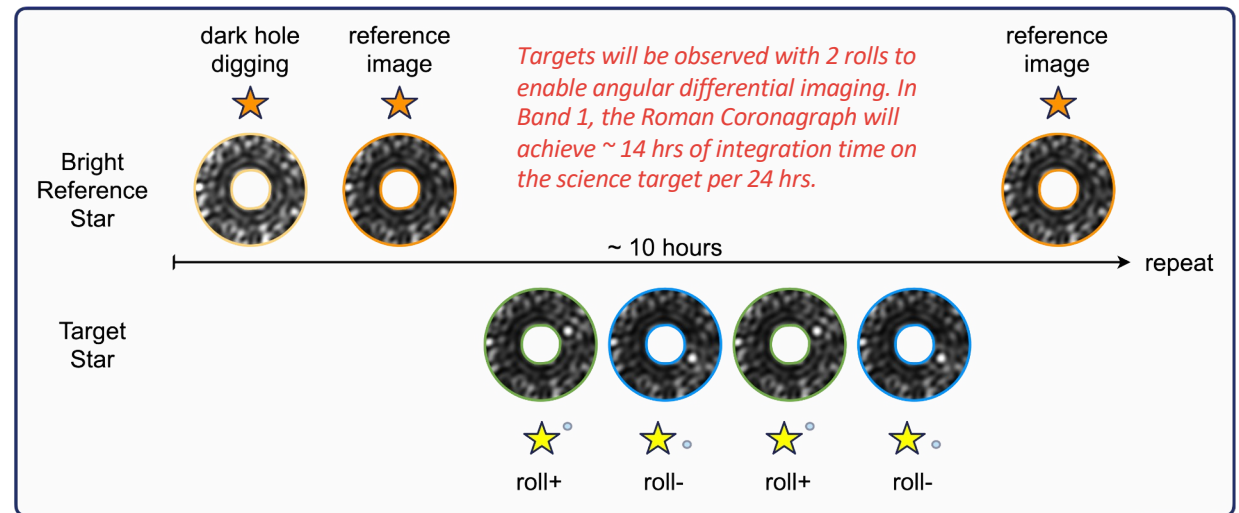 dark hole
digging
reference
image
Targets will be observed with 2 rolls to
enable angular differential imaging. In
Band 1, the Roman Coronagraph will
achieve ~ 14 hrs of integration time on
the science target per 24 hrs.
reference
image
Bright
Reference
Star
~ 10 hours
repeat
Target
Star
roll+
roll-
roll+
roll-